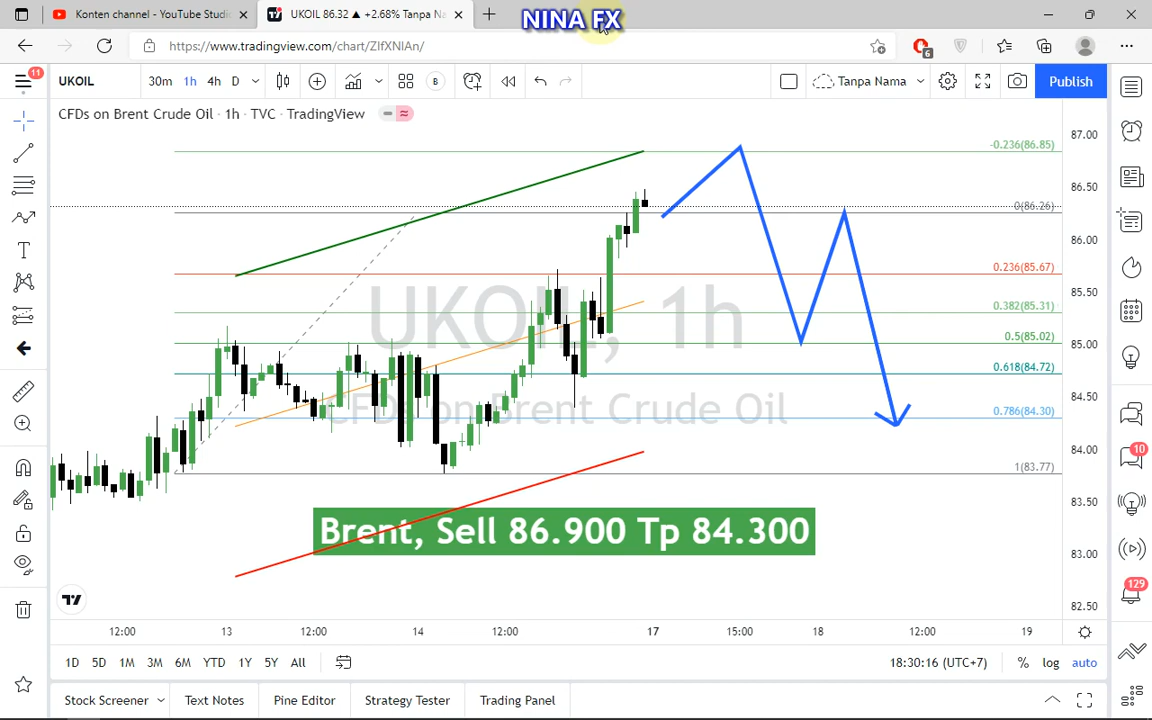 Konten channel - YouTube Studi
UKOIL 86.32 ▲ +2.68% Tanpa Na
NINA FX
https://www.tradingview.com/chart/ZIfXNIAn/
6
11
UKOIL
30m 1h 4h D
B
Tanpa Nama
Publish
CFDs on Brent Crude Oil · 1h · TVC · TradingView
87.00
-0.236(86.85)
86.50
0(86.26)
86.00
0.236(85.67)
85.50
0.382(85.31)
0.5(85.02)
85.00
0.618(84.72)
84.50
0.786(84.30)
84.00
1(83.77)
83.50
83.00
82.50
UKOIL, 1h
CFDs on Brent Crude Oil
Brent, Sell 86.900 Tp 84.300
10
129
12:00 13 12:00 14 12:00 17 15:00 18 12:00 19
1D 5D 1M 3M 6M YTD 1Y 5Y All
18:30:16 (UTC+7) % log auto
Stock Screener Text Notes Pine Editor Strategy Tester Trading Panel